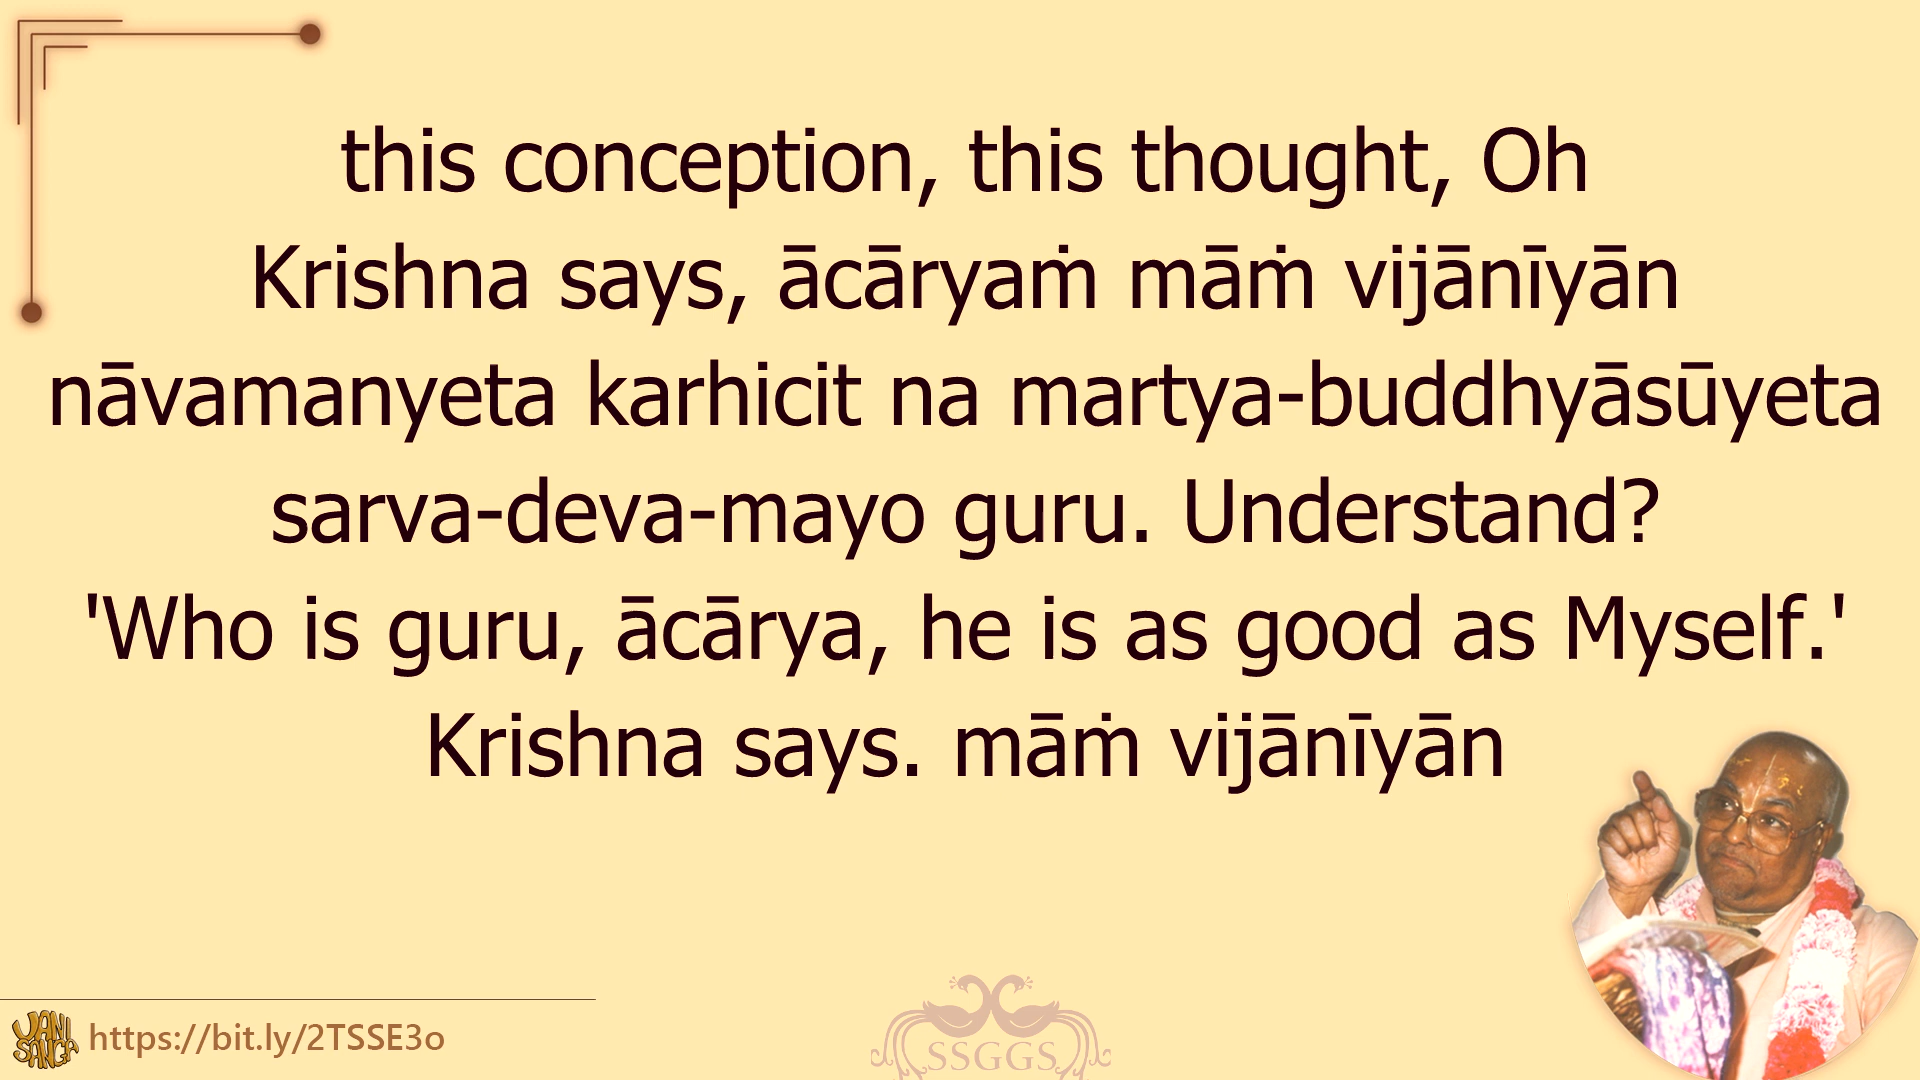 this conception, this thought, Oh
Krishna says, ācāryaṁ māṁ vijānīyān
nāvamanyeta karhicit na martya-buddhyāsūyeta
sarva-deva-mayo guru. Understand?
'Who is guru, ācārya, he is as good as Myself.'
Krishna says. māṁ vijānīyān
VANI
SANGA
https://bit.ly/2TSSE3o
SSGGS